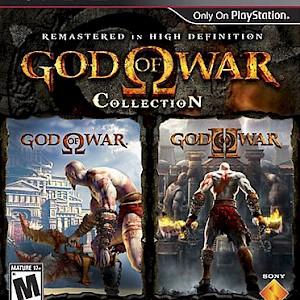 Only On PlayStation®
REMASTERED IN HIGH DEFINITION
GOD OF WAR
COLLECTION
GOD OF WAR
GOD OF WAR
II
MATURE 17+
M
SONY